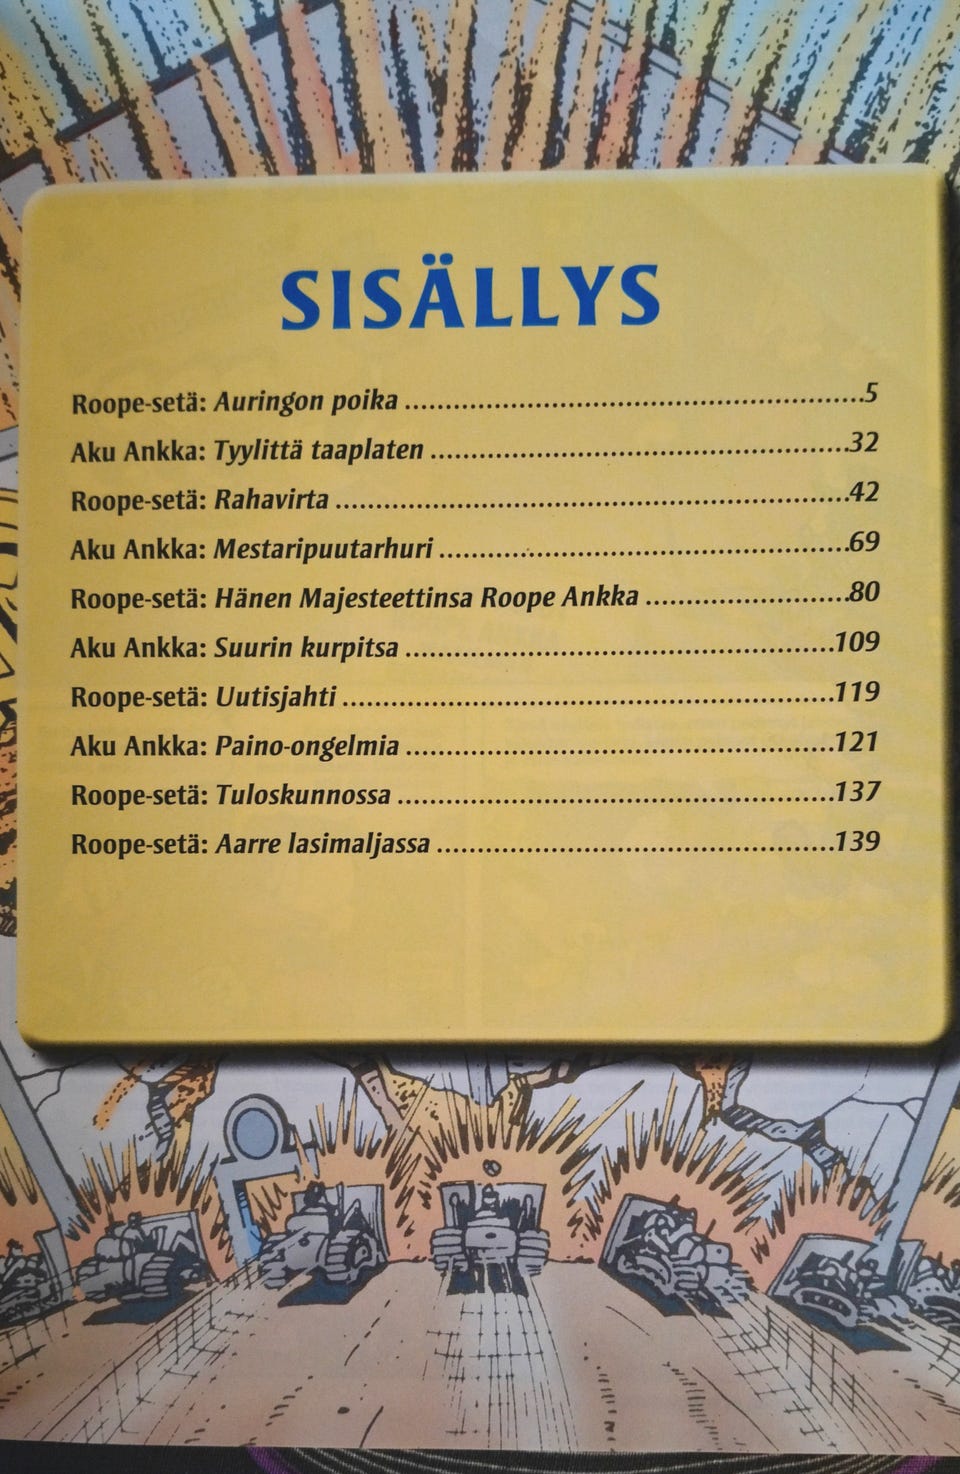 SISÄLLYS
Roope-setä: Auringon poika ..........5
Aku Ankka: Tyylittä taaplaten ..........32
Roope-setä: Rahavirta ..........42
Aku Ankka: Mestaripuutarhuri ..........69
Roope-setä: Hänen Majesteettinsa Roope Ankka ..........80
Aku Ankka: Suurin kurpitsa ..........109
Roope-setä: Uutisjahti ..........119
Aku Ankka: Paino-ongelmia ..........121
Roope-setä: Tuloskunnossa ..........137
Roope-setä: Aarre lasimaljassa ..........139